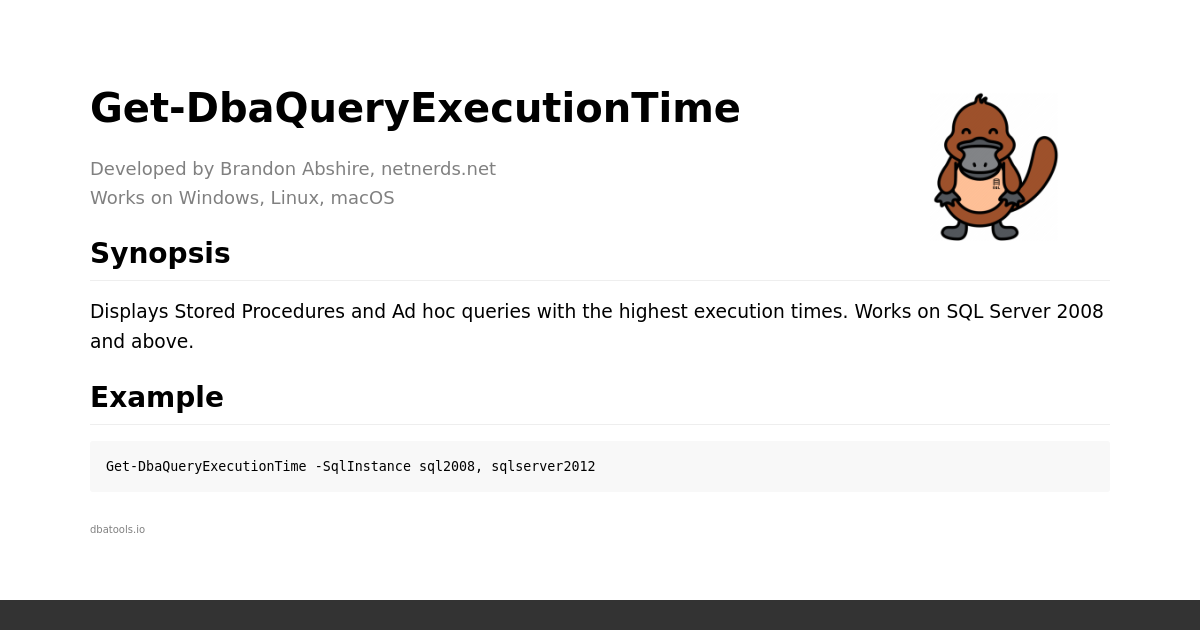 Get-DbaQueryExecutionTime
Developed by Brandon Abshire, netnerds.net
Works on Windows, Linux, macOS
Synopsis
Displays Stored Procedures and Ad hoc queries with the highest execution times. Works on SQL Server 2008
and above.
Example
Get-DbaQueryExecutionTime -SqlInstance sql2008, sqlserver2012
dbatools.io